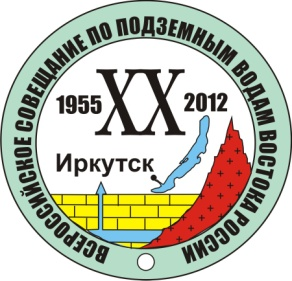 ВСЕРОССИЙСКОЕ СОВЕЩАНИЕ ПО ПОДЗЕМНЫМ ВОДАМ ВОСТОКА РОССИИ
1955 XX 2012
Иркутск